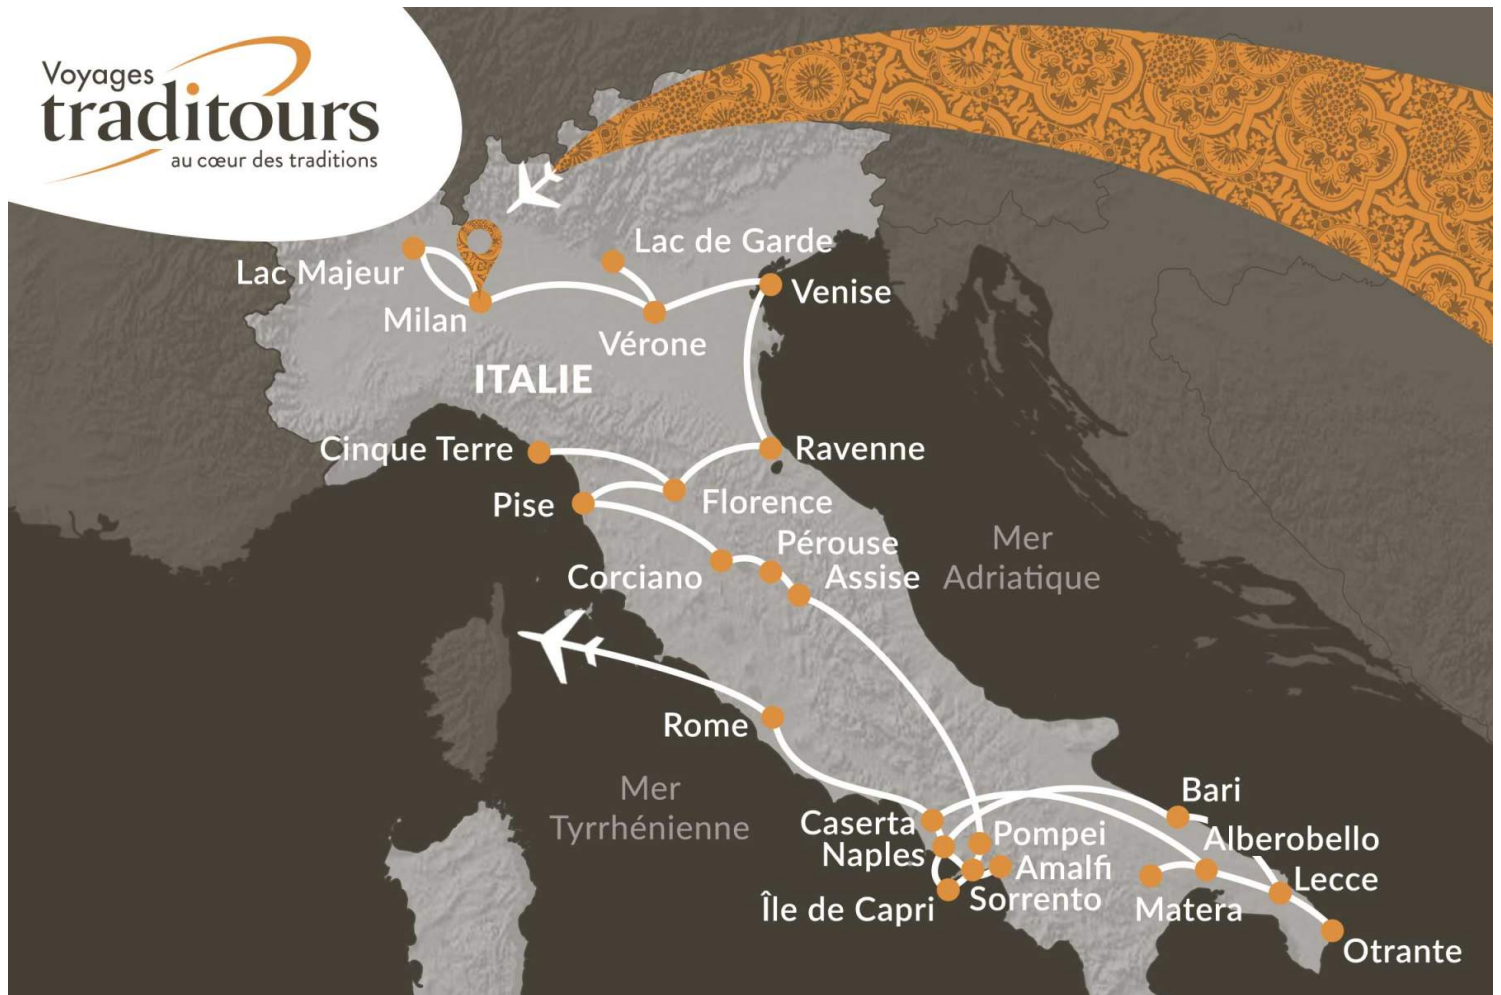 Voyages
traditours
au cœur des traditions
Lac de Garde
Lac Majeur
Venise
Milan
Vérone
ITALIE
Cinque Terre
Ravenne
Pise
Florence
Pérouse
Corciano
Assise
Mer
Adriatique
Rome
Mer
Tyrrhénienne
Bari
Caserta
Pompei
Alberobello
Naples
Amalfi
Lecce
Île de Capri
Sorrento
Matera
Otrante